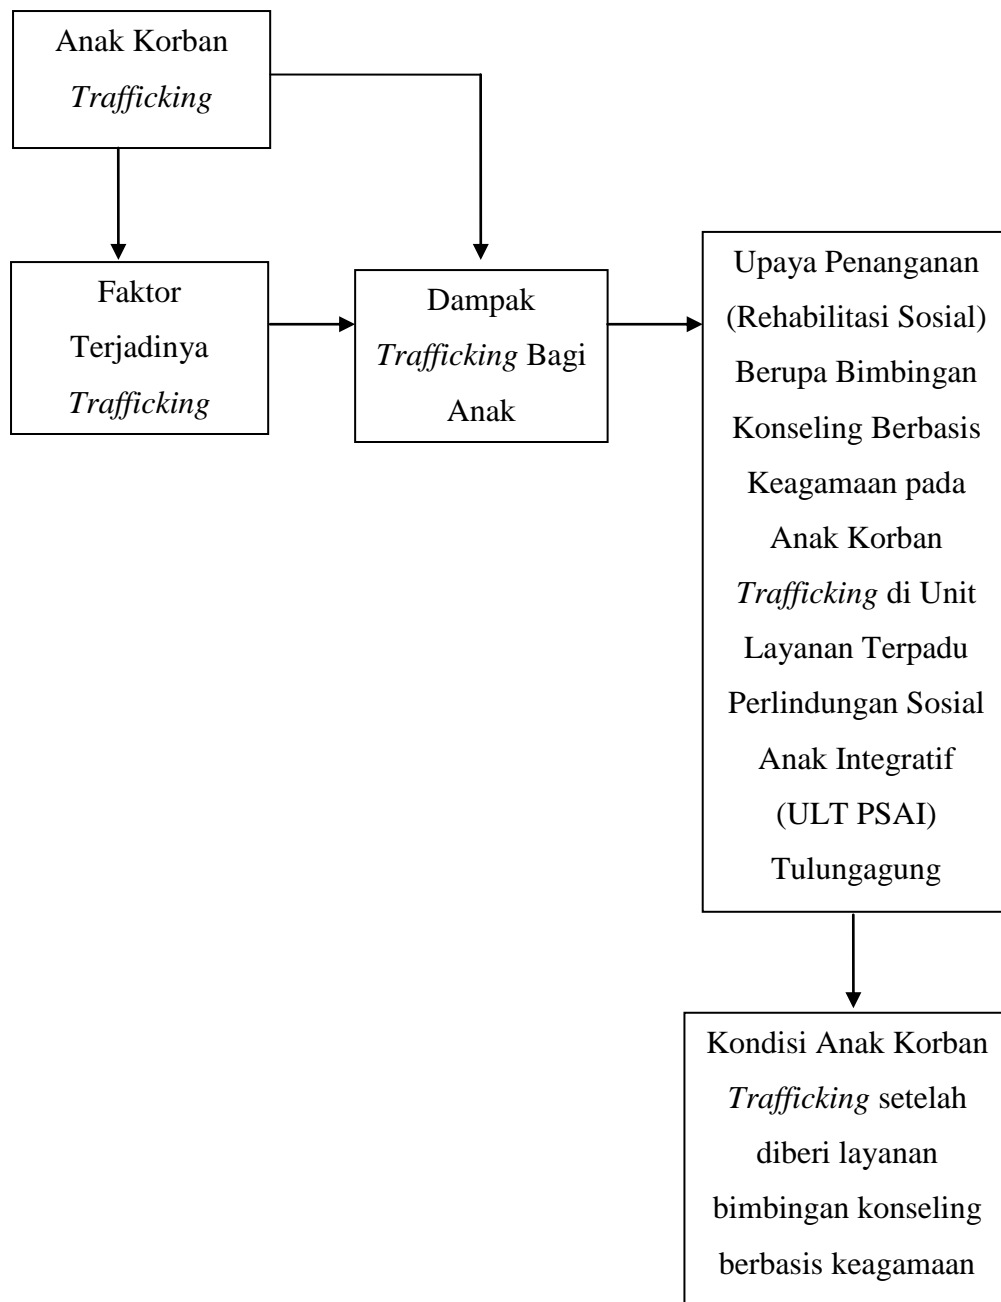 Anak Korban
Trafficking
Faktor
Terjadinya
Trafficking
Dampak
Trafficking Bagi
Anak
Upaya Penanganan
(Rehabilitasi Sosial)
Berupa Bimbingan
Konseling Berbasis
Keagamaan pada
Anak Korban
Trafficking di Unit
Layanan Terpadu
Perlindungan Sosial
Anak Integratif
(ULT PSAI)
Tulungagung
Kondisi Anak Korban
Trafficking setelah
diberi layanan
bimbingan konseling
berbasis keagamaan